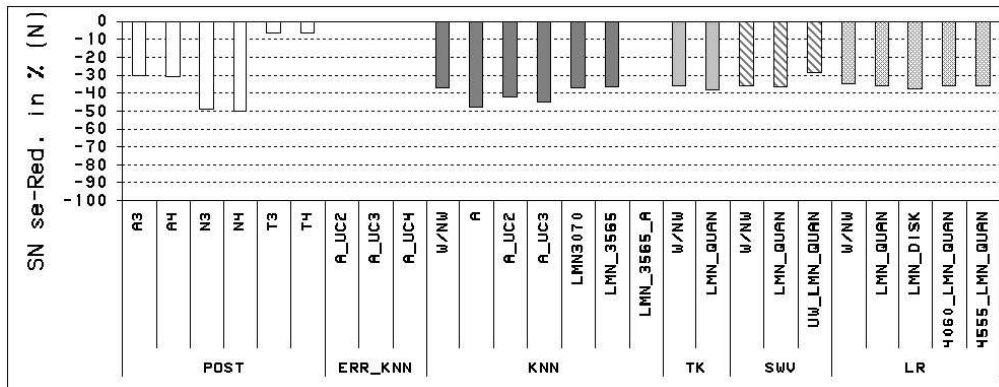 SN se-Red. in % (N)
0
-10
-20
-30
-40
-50
-60
-70
-80
-90
-100
A3
A4
N3
N4
T3
T4
A_UC2
A_UC3
A_UC4
W/NW
A
A_UC2
A_UC3
LMN3070
LMN_3565
LMN_3565_A
W/NW
LMN_QUAN
W/NW
LMN_QUAN
UW_LMN_QUAN
W/NW
LMN_QUAN
LMN_DISK
4060_LMN_QUAN
4555_LMN_QUAN
POST
ERR_KNN
KNN
TK
SWV
LR